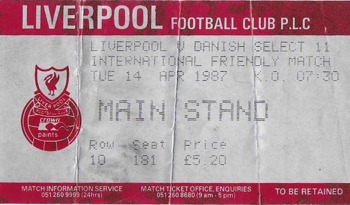 LIVERPOOL FOOTBALL CLUB P.L.C
LIVERPOOL V DANISH SELECT 11
INTERNATIONAL FRIENDLY MATCH
TUE 14 APR 1987 K.O. 07:30
MAIN STAND
crown
paints
Row Seat Price
10 181 £5.20
MATCH INFORMATION SERVICE
051 260 9999 (24hrs)
MATCH TICKET OFFICE, ENQUIRIES
051 260 8680 (9 am - 5 pm)
TO BE RETAINED